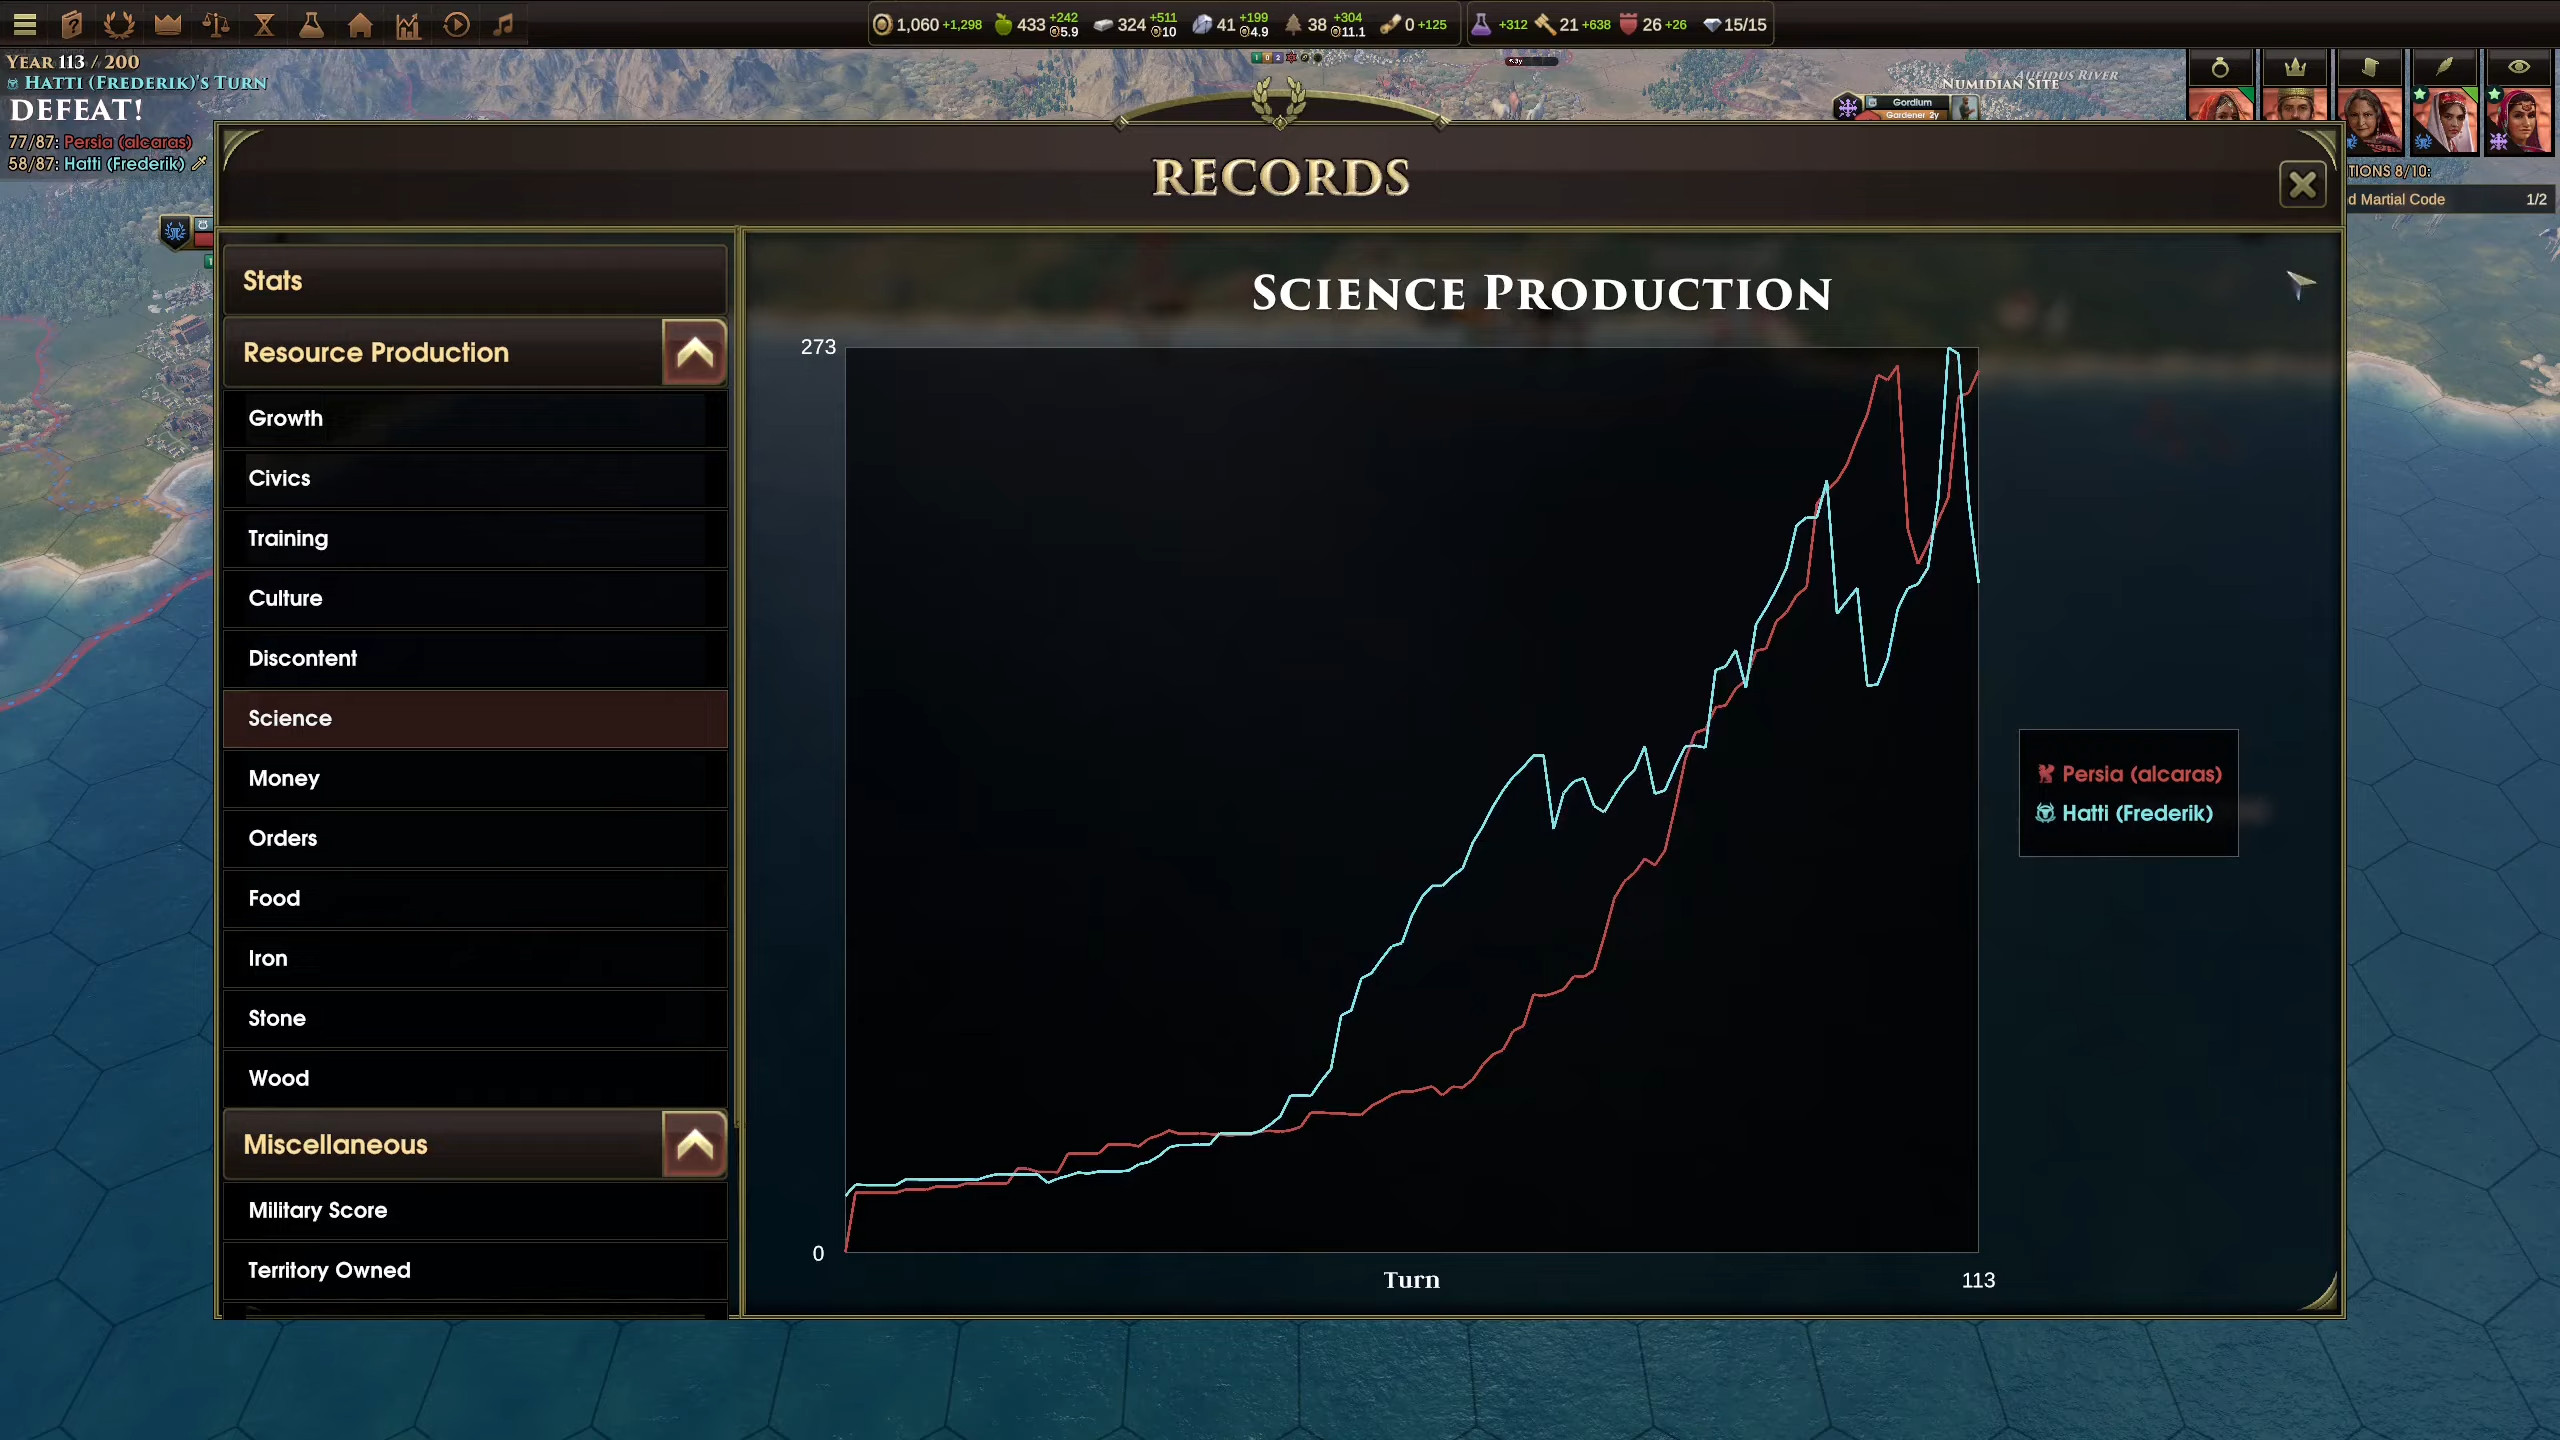 1,060 +1,298 433 +242 5.9 324 +511 10 41 +199 4.9 38 +304 11.1 0 +125 +312 21 +638 26 +26 15/15
YEAR 113 / 200
HATTI (FREDERIK)'S TURN
DEFEAT!
77/87: Persia (alcaras)
58/87: Hatti (Frederik)
AUFIDUS RIVER
NUMIDIAN SITE
Gordium
Gardener 2y
TIONS 8/10:
d Martial Code 1/2
RECORDS
Stats
Resource Production
Growth
Civics
Training
Culture
Discontent
Science
Money
Orders
Food
Iron
Stone
Wood
Miscellaneous
Military Score
Territory Owned
SCIENCE PRODUCTION
273
0
Turn
113
Persia (alcaras)
Hatti (Frederik)